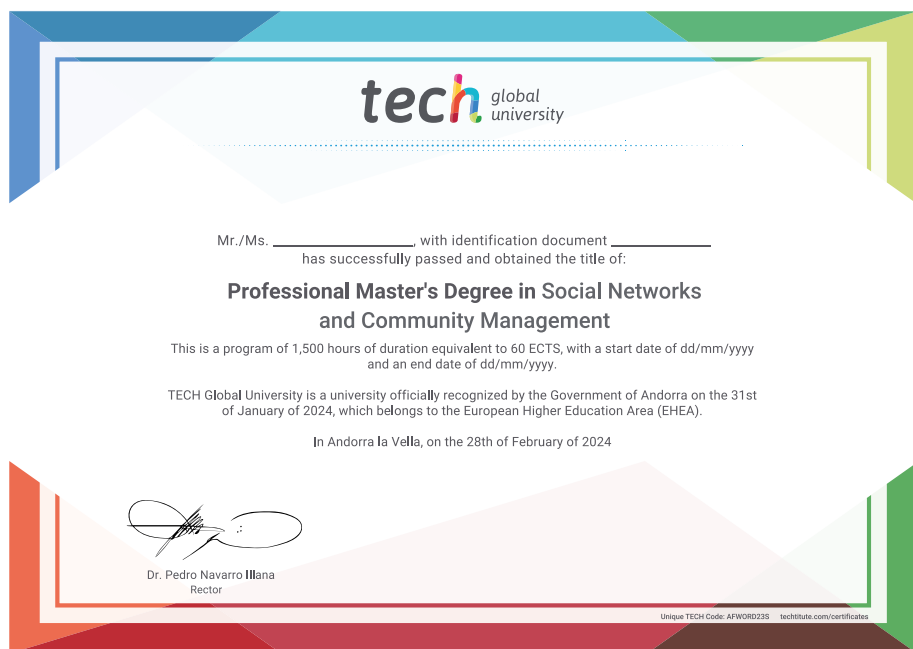 tech global
university
Mr./Ms. ____________________, with identification document ______________
has successfully passed and obtained the title of:
Professional Master's Degree in Social Networks
and Community Management
This is a program of 1,500 hours of duration equivalent to 60 ECTS, with a start date of dd/mm/yyyy
and an end date of dd/mm/yyyy.
TECH Global University is a university officially recognized by the Government of Andorra on the 31st
of January of 2024, which belongs to the European Higher Education Area (EHEA).
In Andorra la Vella, on the 28th of February of 2024
Dr. Pedro Navarro Illana
Rector
Unique TECH Code: AFWORD23S techtitute.com/certificates